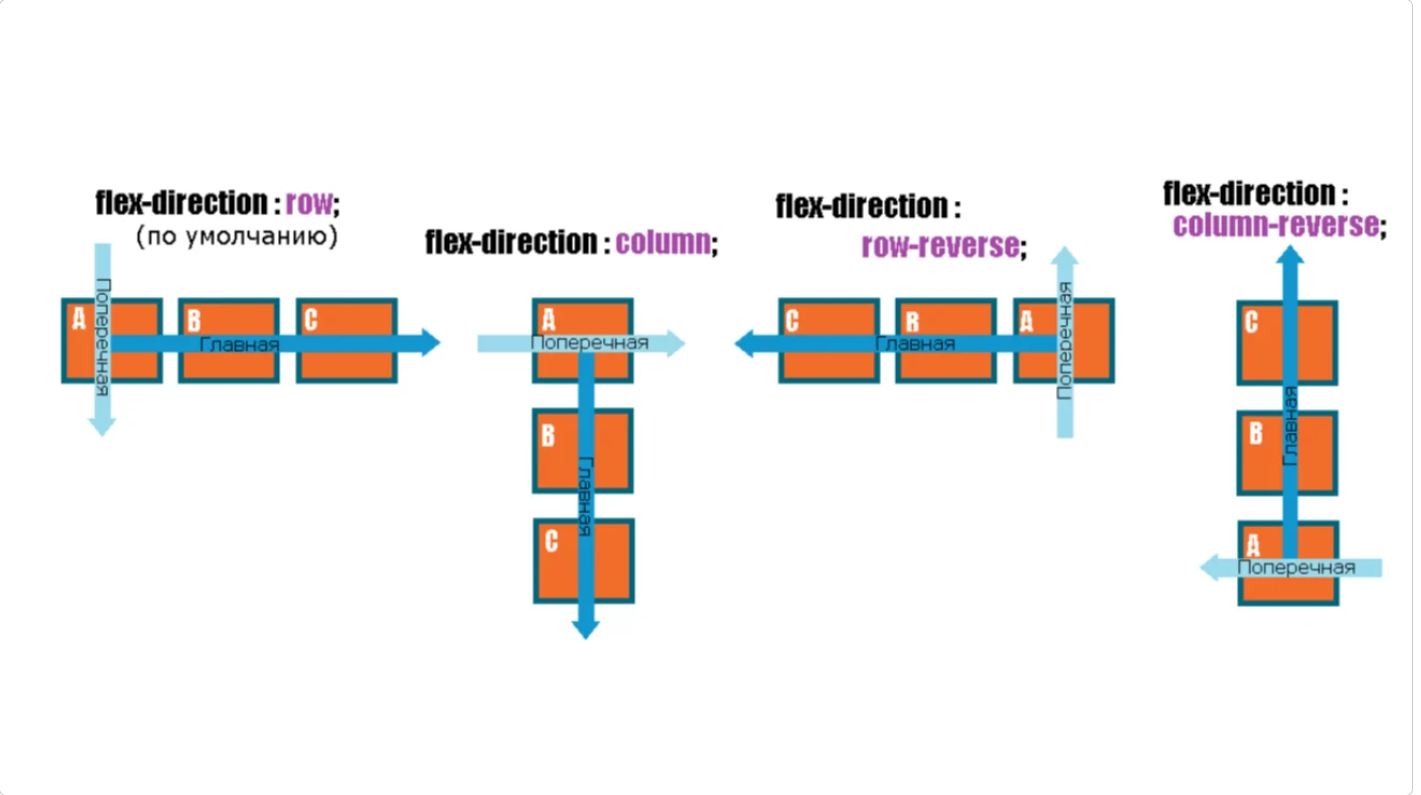 flex-direction : row;
(по умолчанию)
A
B
C
Поперечная
Главная
flex-direction : column;
A
Поперечная
B
Главная
C
flex-direction :
row-reverse;
C
R
A
Главная
Поперечная
flex-direction :
column-reverse;
C
Главная
B
A
Поперечная